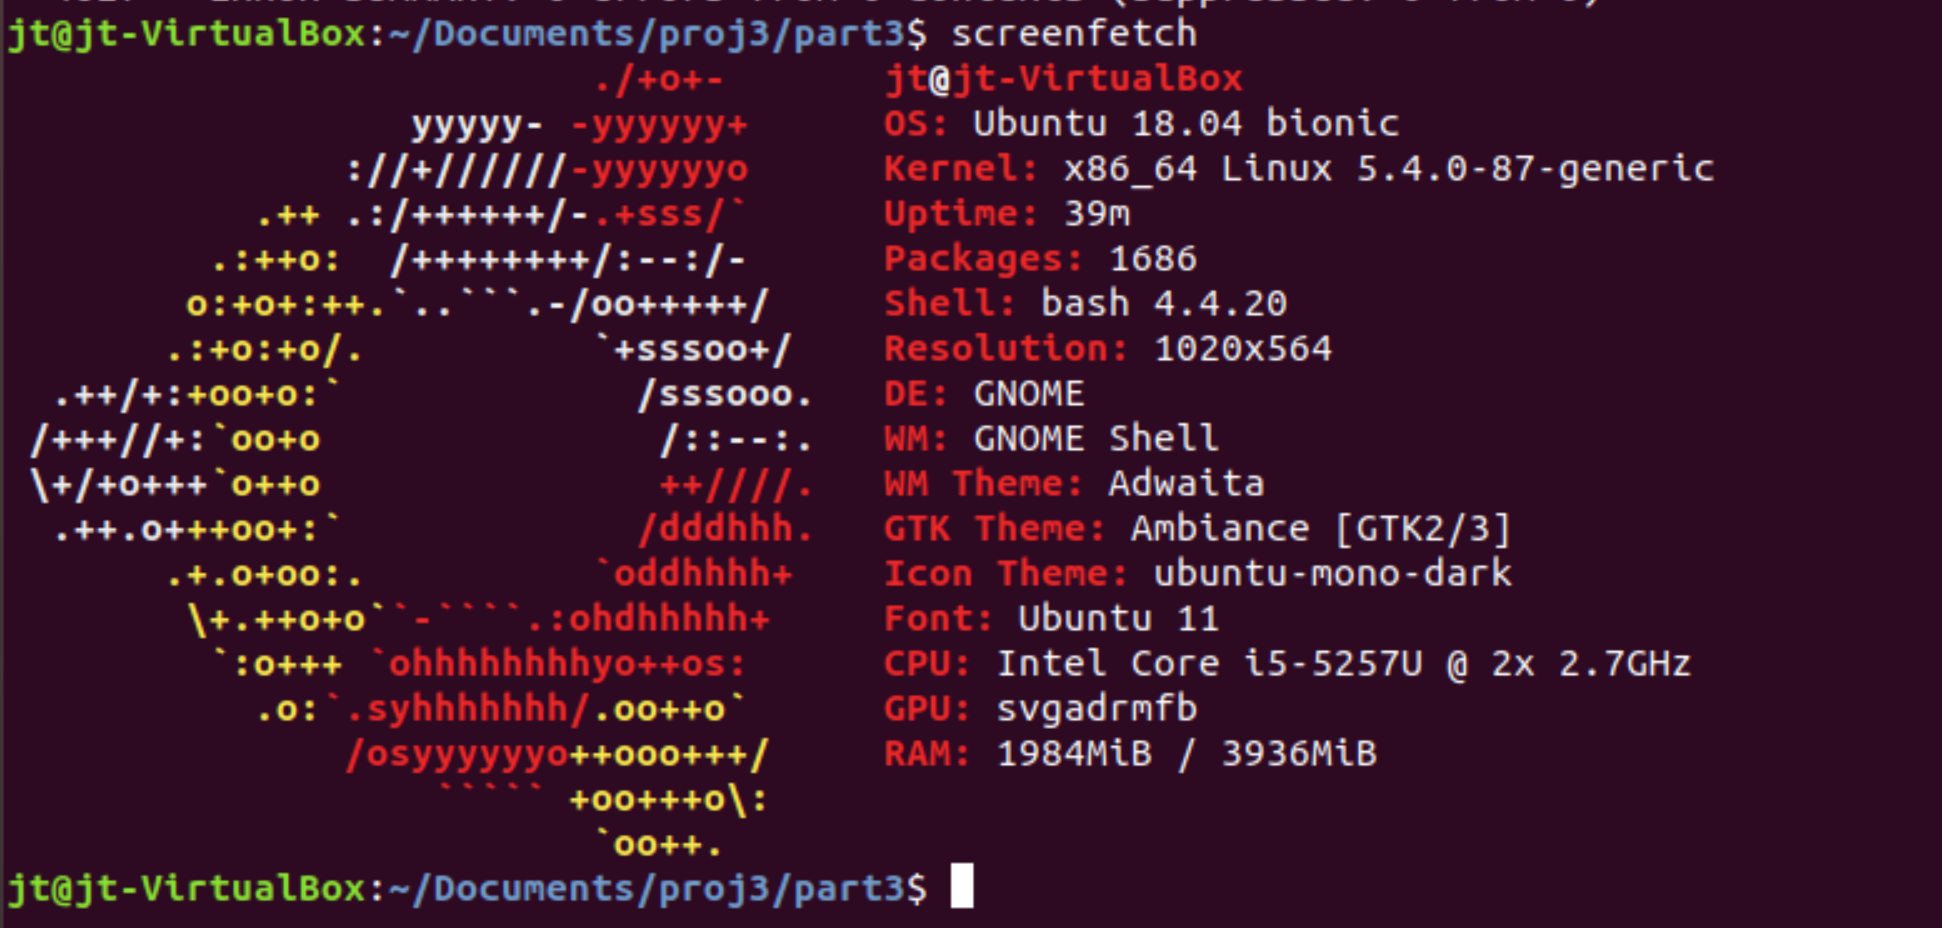 jt@jt-VirtualBox:~/Documents/proj3/part3$ screenfetch
                          ./+o+-       jt@jt-VirtualBox
                  yyyyy- -yyyyyy+      OS: Ubuntu 18.04 bionic
               ://+//////-yyyyyyo      Kernel: x86_64 Linux 5.4.0-87-generic
           .++ .:/++++++/-.+sss/`      Uptime: 39m
         .:++o:  /++++++++/:--:/-      Packages: 1686
        o:+o+:++.`..```.-/oo+++++/     Shell: bash 4.4.20
       .:+o:+o/.          `+sssoo+/    Resolution: 1020x564
  .++/+:+oo+o:`             /sssooo.   DE: GNOME
 /+++//+:`oo+o               /::--:.   WM: GNOME Shell
 \+/+o+++`o++o               ++////.   WM Theme: Adwaita
  .++.o+++oo+:`             /dddhhh.   GTK Theme: Ambiance [GTK2/3]
       .+.o+oo:.          `oddhhhh+    Icon Theme: ubuntu-mono-dark
        \+.++o+o``-````.:ohdhhhhh+     Font: Ubuntu 11
         `:o+++ `ohhhhhhhhyo++os:      CPU: Intel Core i5-5257U @ 2x 2.7GHz
           .o:`.syhhhhhhh/.oo++o`      GPU: svgadrmfb
               /osyyyyyyo++ooo+++/     RAM: 1984MiB / 3936MiB
                   ````` +oo+++o\:
                          `oo++.
jt@jt-VirtualBox:~/Documents/proj3/part3$